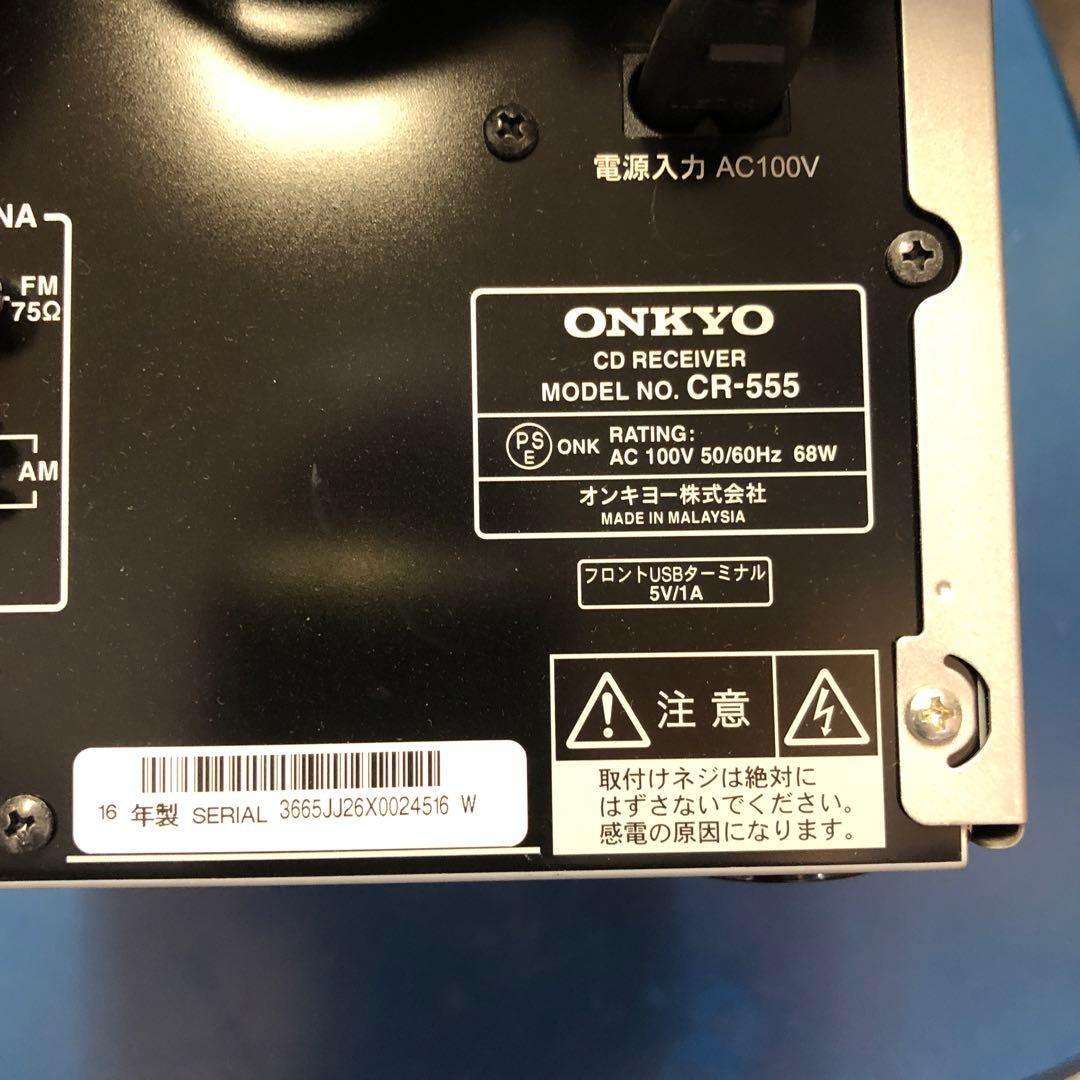 電源入力 AC100V
NA
FM
75Ω
AM
ONKYO
CD RECEIVER
MODEL NO. CR-555
PSE ONK RATING:
AC 100V 50/60Hz 68W
オンキヨー株式会社
MADE IN MALAYSIA
フロントUSBターミナル
5V/1A
注意
取付けネジは絶対に
はずさないでください。
感電の原因になります。
16 年製 SERIAL 3665JJ26X0024516 W